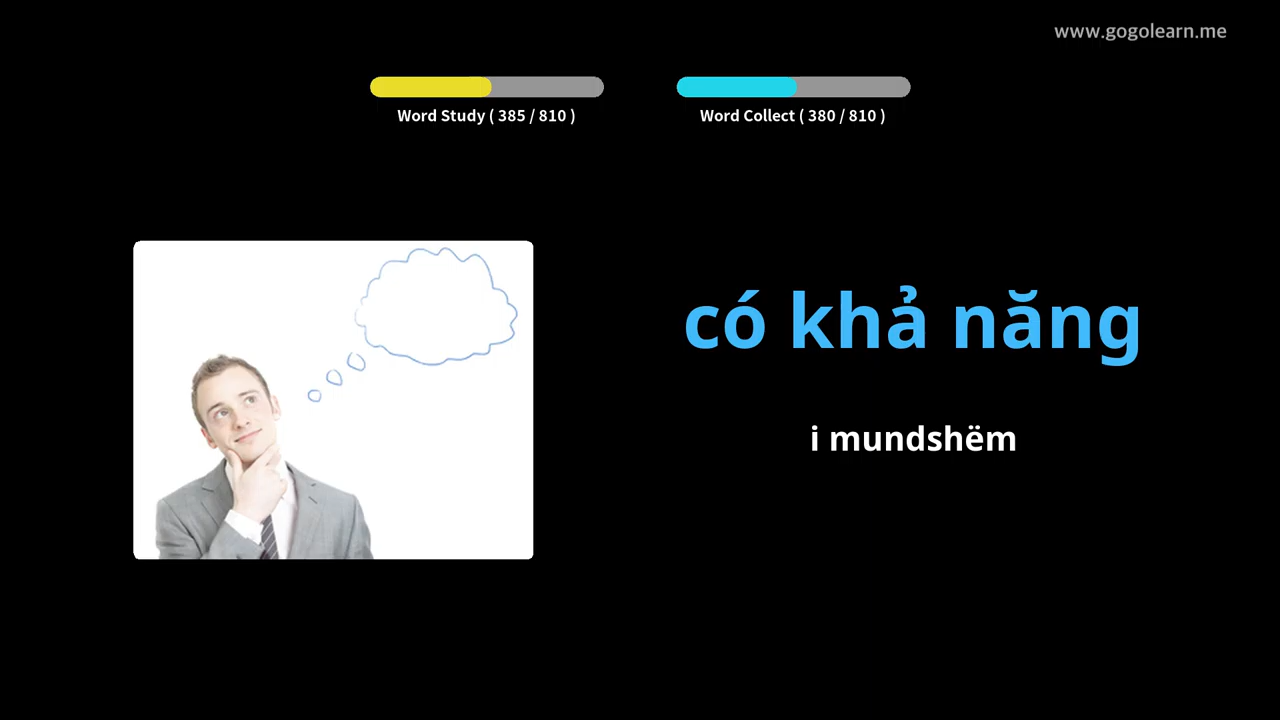 www.gogolearn.me
Word Study ( 385 / 810 )
Word Collect ( 380 / 810 )
có khả năng
i mundshëm